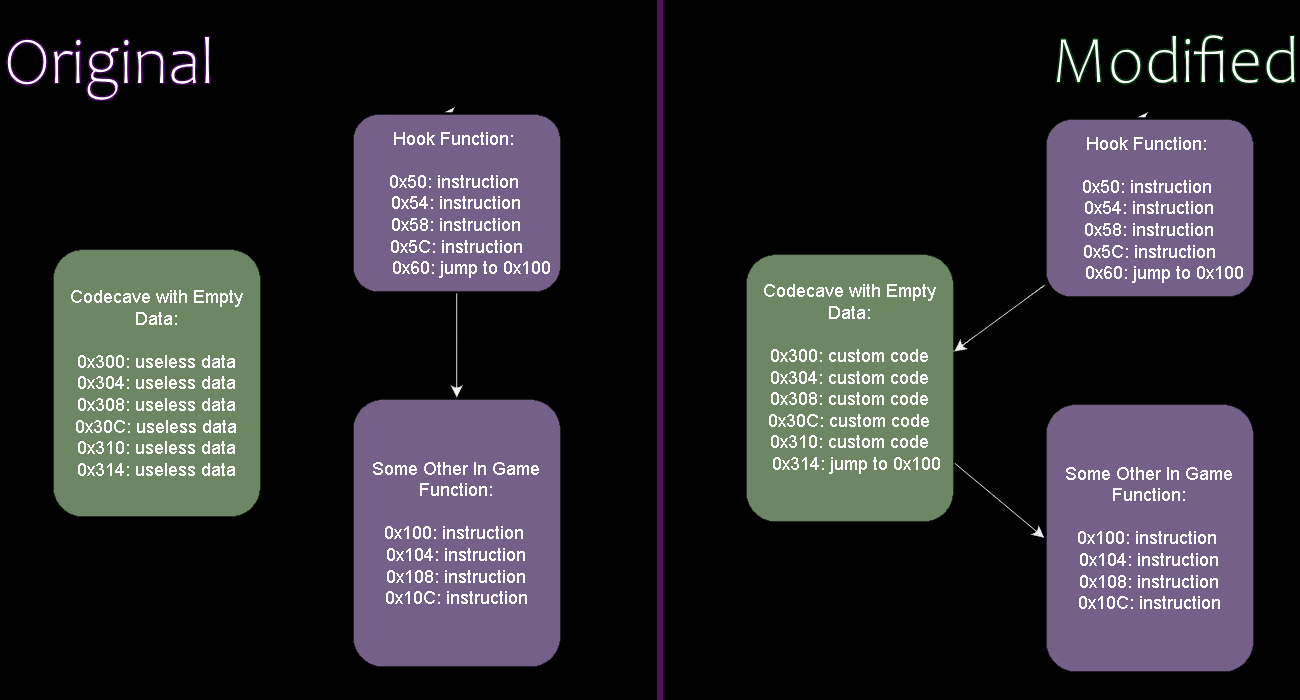 Original
Hook Function:
0x50: instruction
0x54: instruction
0x58: instruction
0x5C: instruction
0x60: jump to 0x100
Codecave with Empty
Data:
0x300: useless data
0x304: useless data
0x308: useless data
0x30C: useless data
0x310: useless data
0x314: useless data
Some Other In Game
Function:
0x100: instruction
0x104: instruction
0x108: instruction
0x10C: instruction
Modified
Hook Function:
0x50: instruction
0x54: instruction
0x58: instruction
0x5C: instruction
0x60: jump to 0x100
Codecave with Empty
Data:
0x300: custom code
0x304: custom code
0x308: custom code
0x30C: custom code
0x310: custom code
0x314: jump to 0x100
Some Other In Game
Function:
0x100: instruction
0x104: instruction
0x108: instruction
0x10C: instruction